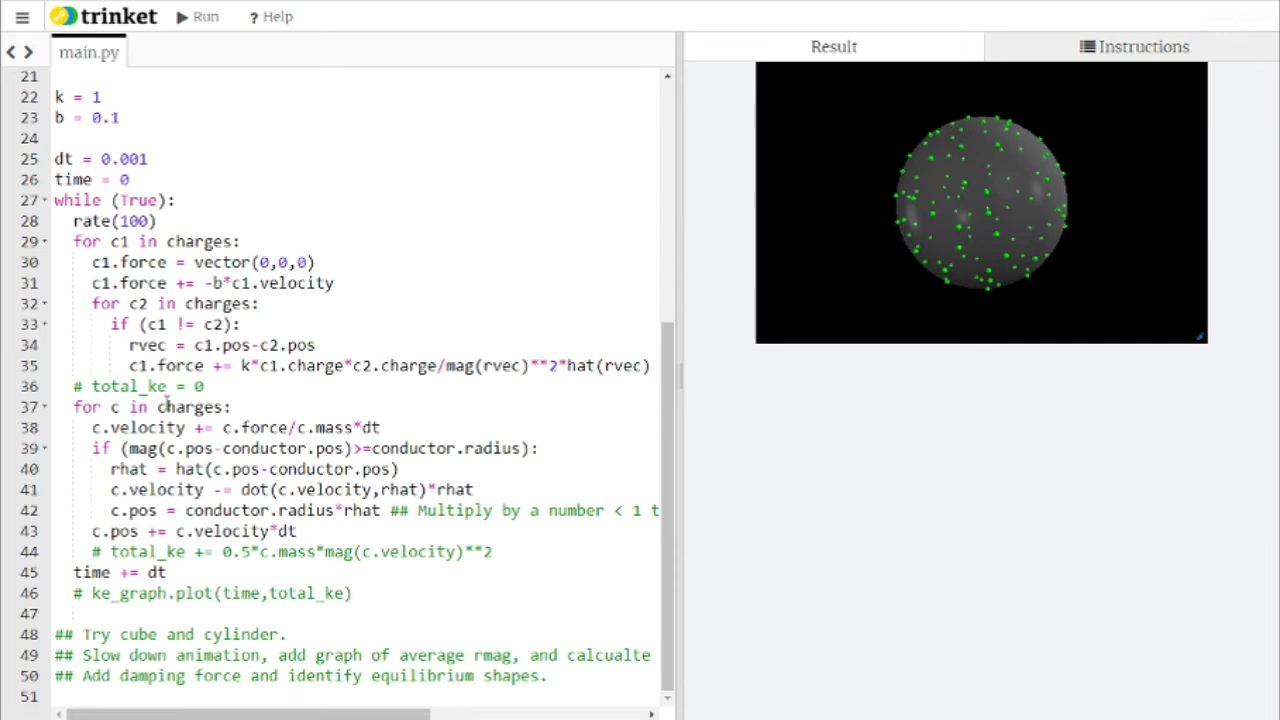 trinket
Run
? Help
main.py
Result
Instructions
21
22 k = 1
23 b = 0.1
24
25 dt = 0.001
26 time = 0
27 while (True):
28 rate(100)
29 for c1 in charges:
30 c1.force = vector(0,0,0)
31 c1.force += -b*c1.velocity
32 for c2 in charges:
33 if (c1 != c2):
34 rvec = c1.pos-c2.pos
35 c1.force += k*c1.charge*c2.charge/mag(rvec)**2*hat(rvec)
36 # total_ke = 0
37 for c in charges:
38 c.velocity += c.force/c.mass*dt
39 if (mag(c.pos-conductor.pos)>=conductor.radius):
40 rhat = hat(c.pos-conductor.pos)
41 c.velocity -= dot(c.velocity,rhat)*rhat
42 c.pos = conductor.radius*rhat ## Multiply by a number < 1 t
43 c.pos += c.velocity*dt
44 # total_ke += 0.5*c.mass*mag(c.velocity)**2
45 time += dt
46 # ke_graph.plot(time,total_ke)
47
48 ## Try cube and cylinder.
49 ## Slow down animation, add graph of average rmag, and calcualte
50 ## Add damping force and identify equilibrium shapes.
51